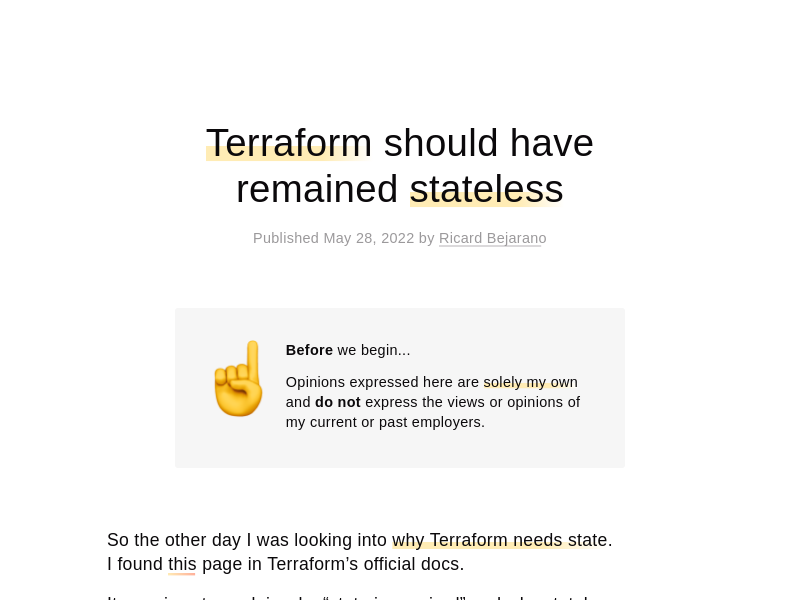 Terraform should have
remained stateless
Published May 28, 2022 by Ricard Bejarano
Before we begin...
Opinions expressed here are solely my own
and do not express the views or opinions of
my current or past employers.
So the other day I was looking into why Terraform needs state.
I found this page in Terraform’s official docs.